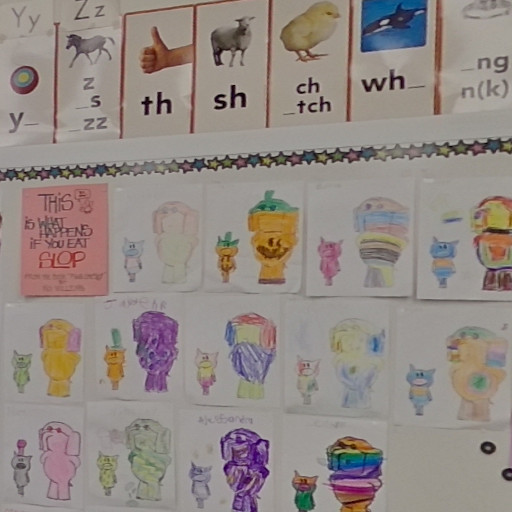 Yy
Zz
y_
z
_s
_zz
th
sh
ch
_tch
wh_
_ng
n(k)
THIS
is WHAT
HAPPENS
iF YOU EAT
SLOP